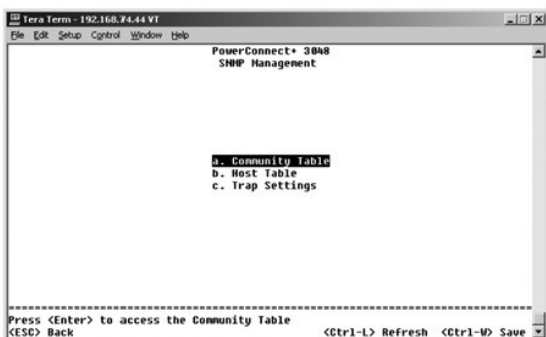 Tera Term - 192.168.74.44 VT
File Edit Setup Control Window Help
PowerConnect+ 3048
SNMP Management
a. Community Table
b. Host Table
c. Trap Settings
Press <Enter> to access the Community Table
<ESC> Back <Ctrl-L> Refresh <Ctrl-W> Save